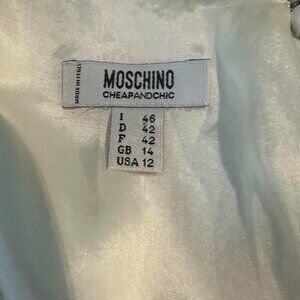 MADE IN ITALY
MOSCHINO
CHEAPANDCHIC
I 46
D 42
F 42
GB 14
USA 12